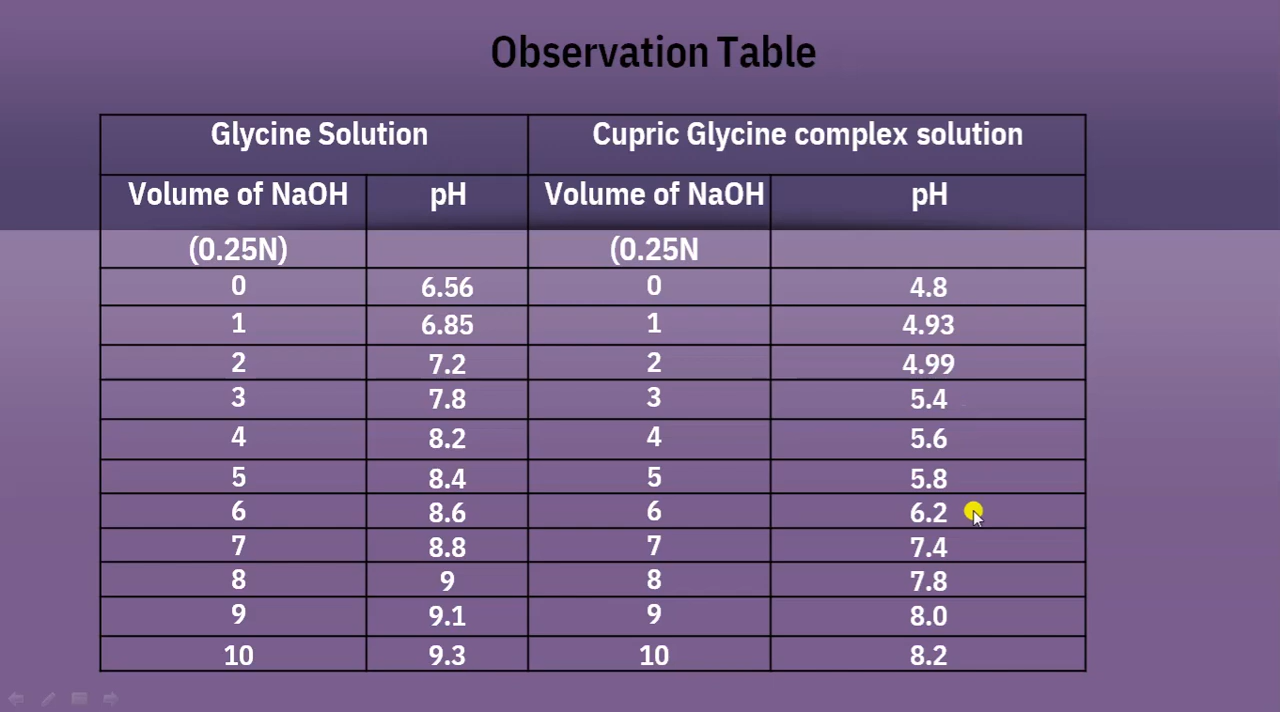 Observation Table
Glycine Solution Cupric Glycine complex solution
Volume of NaOH pH Volume of NaOH pH
(0.25N) (0.25N
0 6.56 0 4.8
1 6.85 1 4.93
2 7.2 2 4.99
3 7.8 3 5.4
4 8.2 4 5.6
5 8.4 5 5.8
6 8.6 6 6.2
7 8.8 7 7.4
8 9 8 7.8
9 9.1 9 8.0
10 9.3 10 8.2